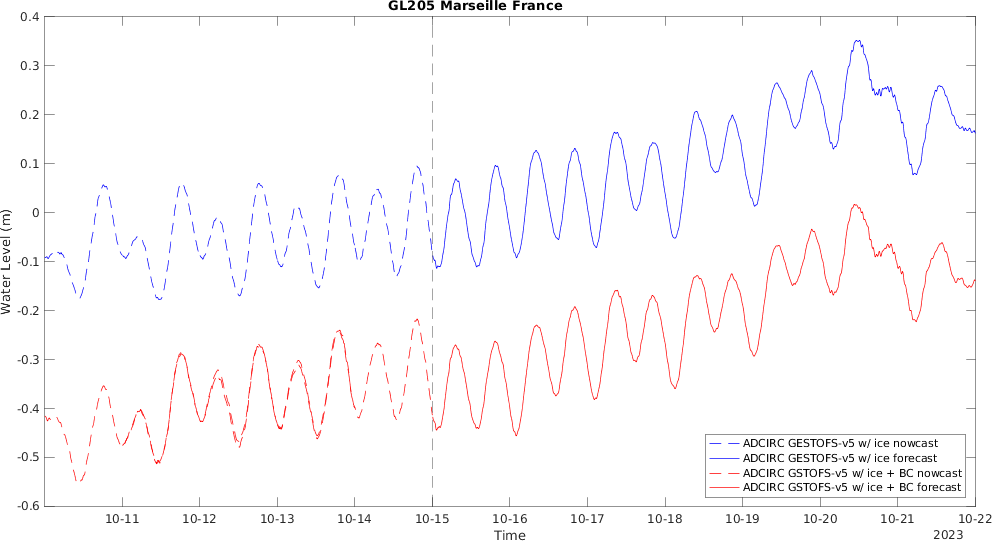 GL205 Marseille France
0.4
0.3
0.2
0.1
0
-0.1
-0.2
-0.3
-0.4
-0.5
-0.6
Water Level (m)
ADCIRC GESTOFS-v5 w/ ice nowcast
ADCIRC GESTOFS-v5 w/ ice forecast
ADCIRC GSTOFS-v5 w/ ice + BC nowcast
ADCIRC GSTOFS-v5 w/ ice + BC forecast
10-11 10-12 10-13 10-14 10-15 10-16 10-17 10-18 10-19 10-20 10-21 10-22
Time
2023